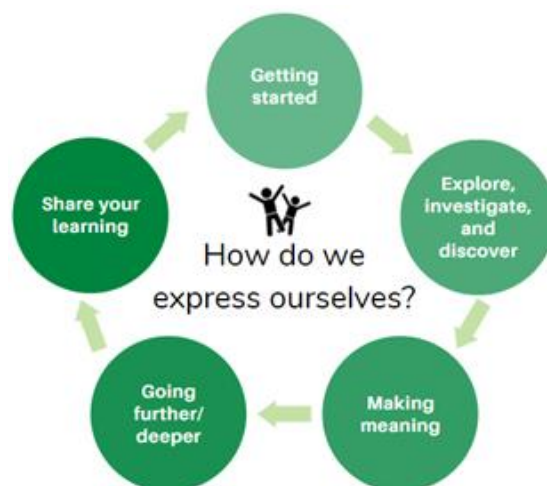 Getting
started
Explore,
investigate,
and
discover
Making
meaning
Going
further/
deeper
Share your
learning
How do we
express ourselves?